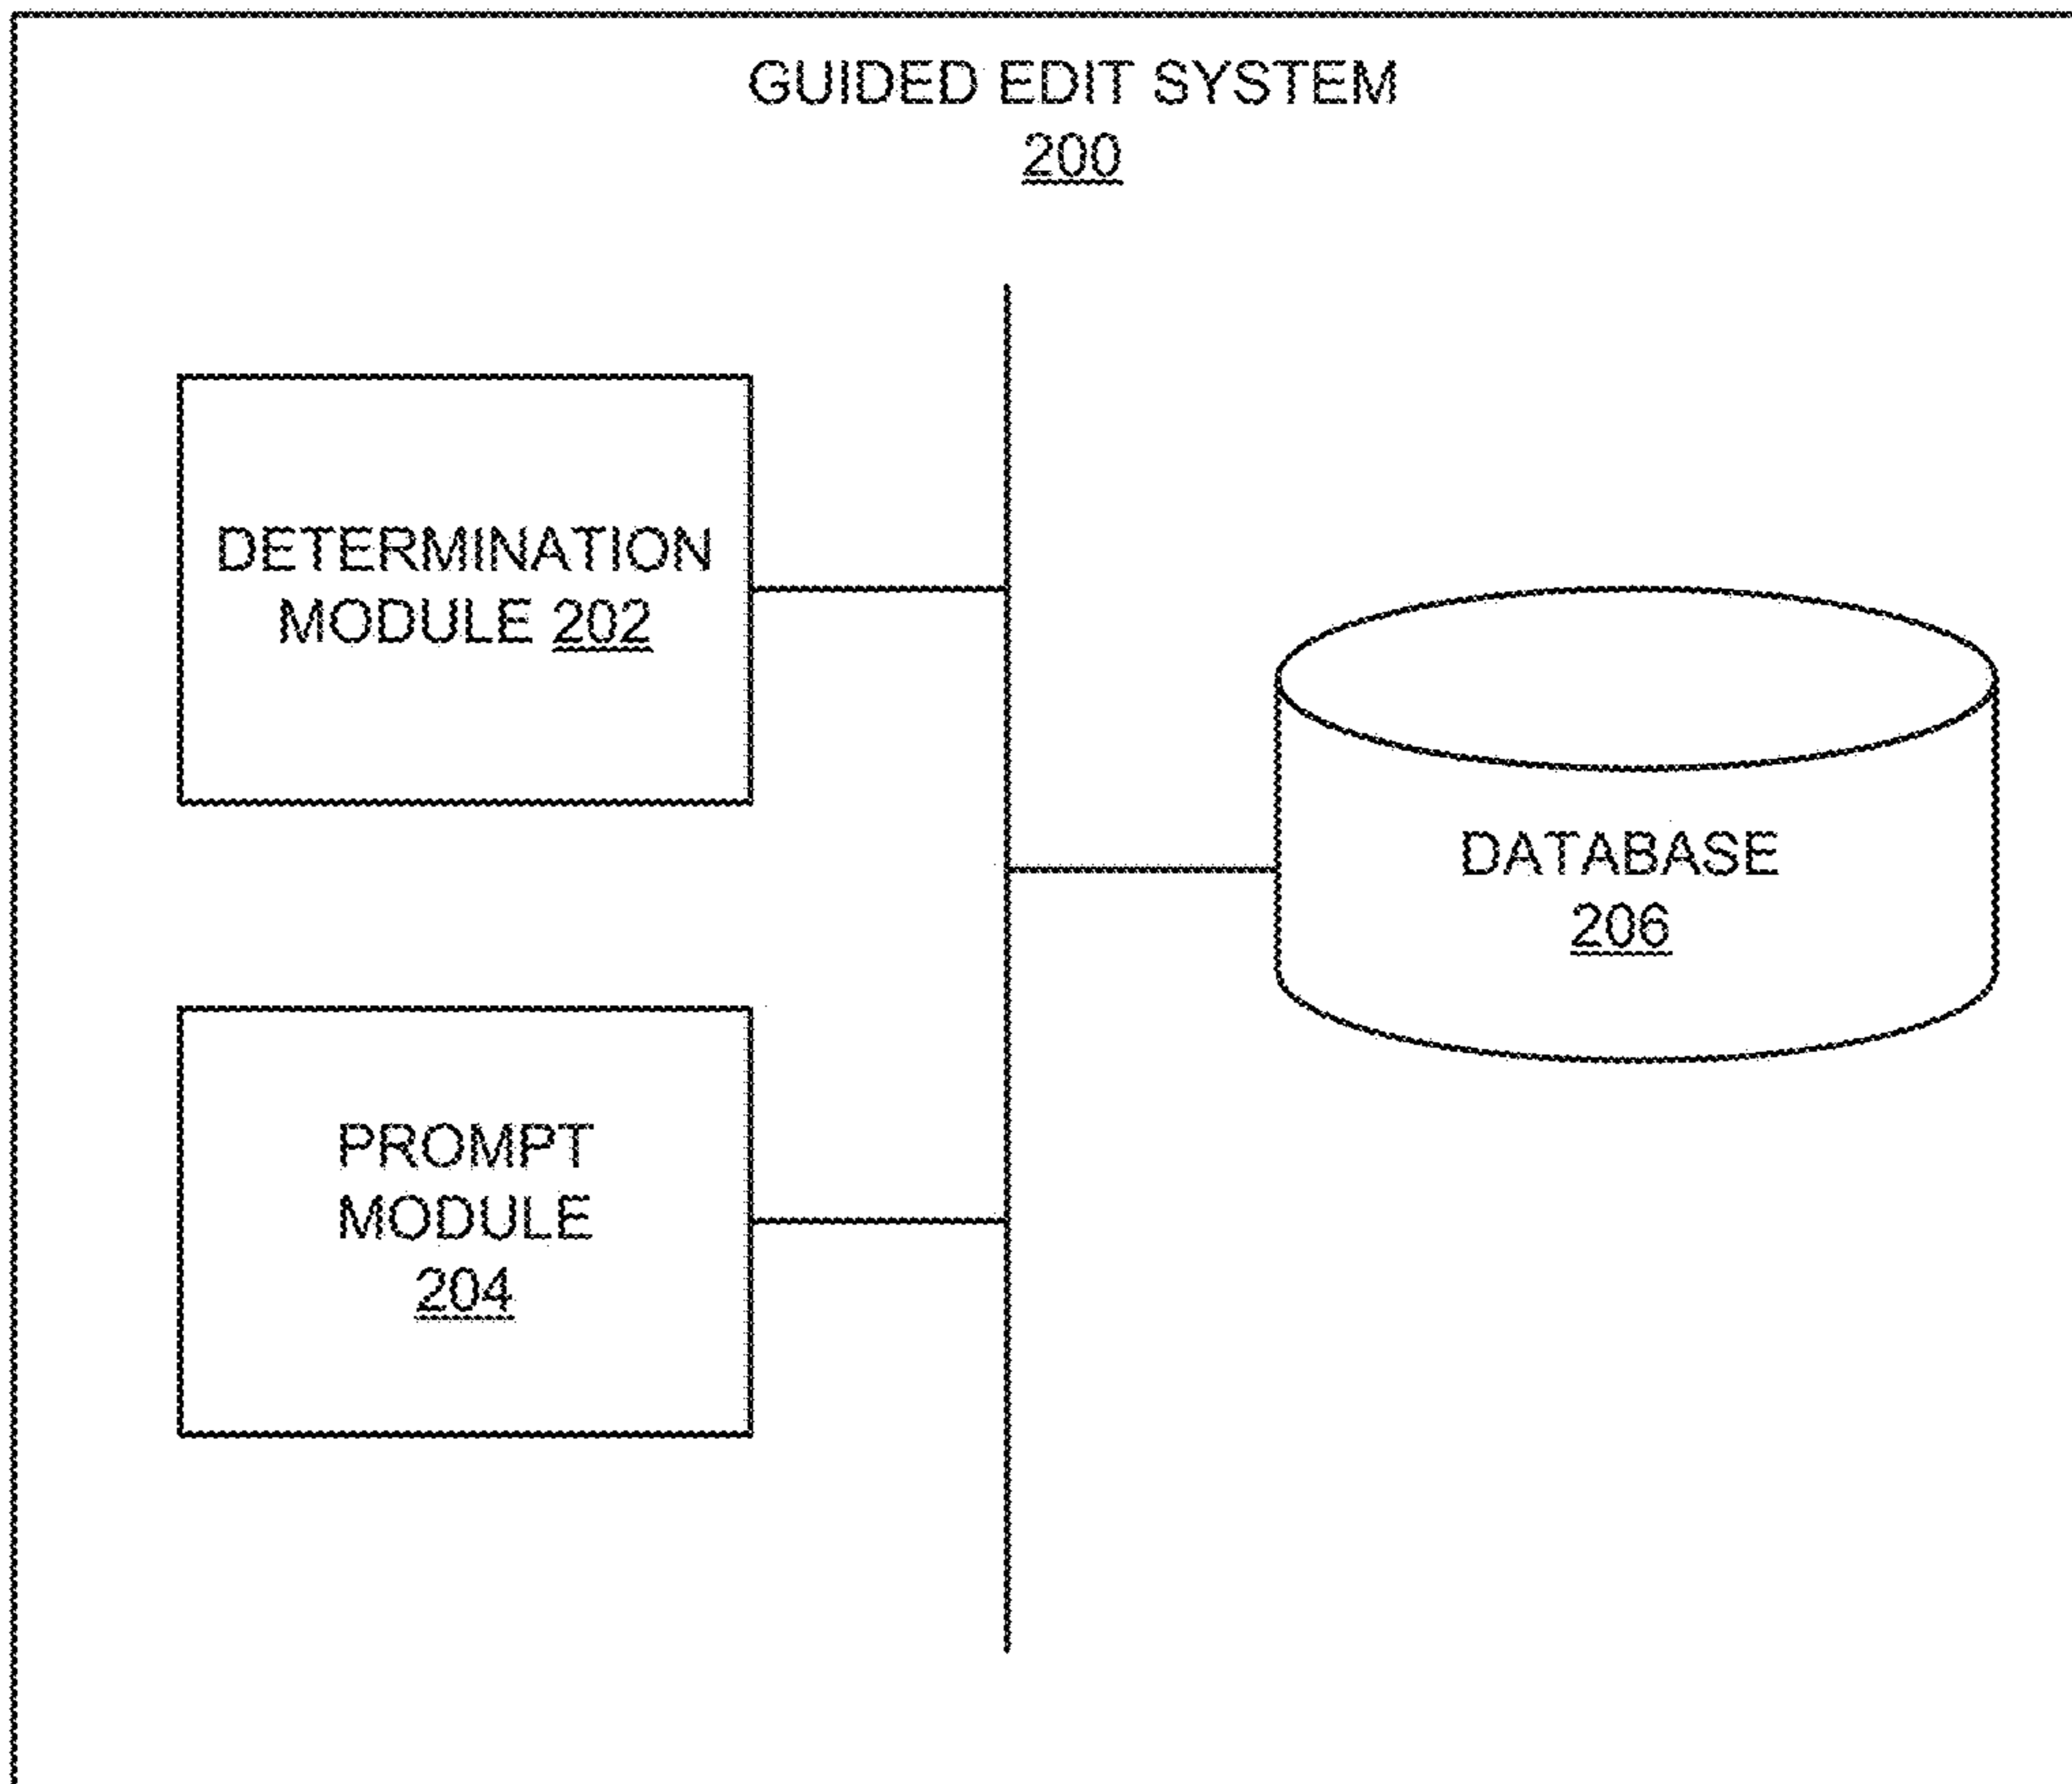 GUIDED EDIT SYSTEM
200
DETERMINATION
MODULE 202
DATABASE
206
PROMPT
MODULE
204